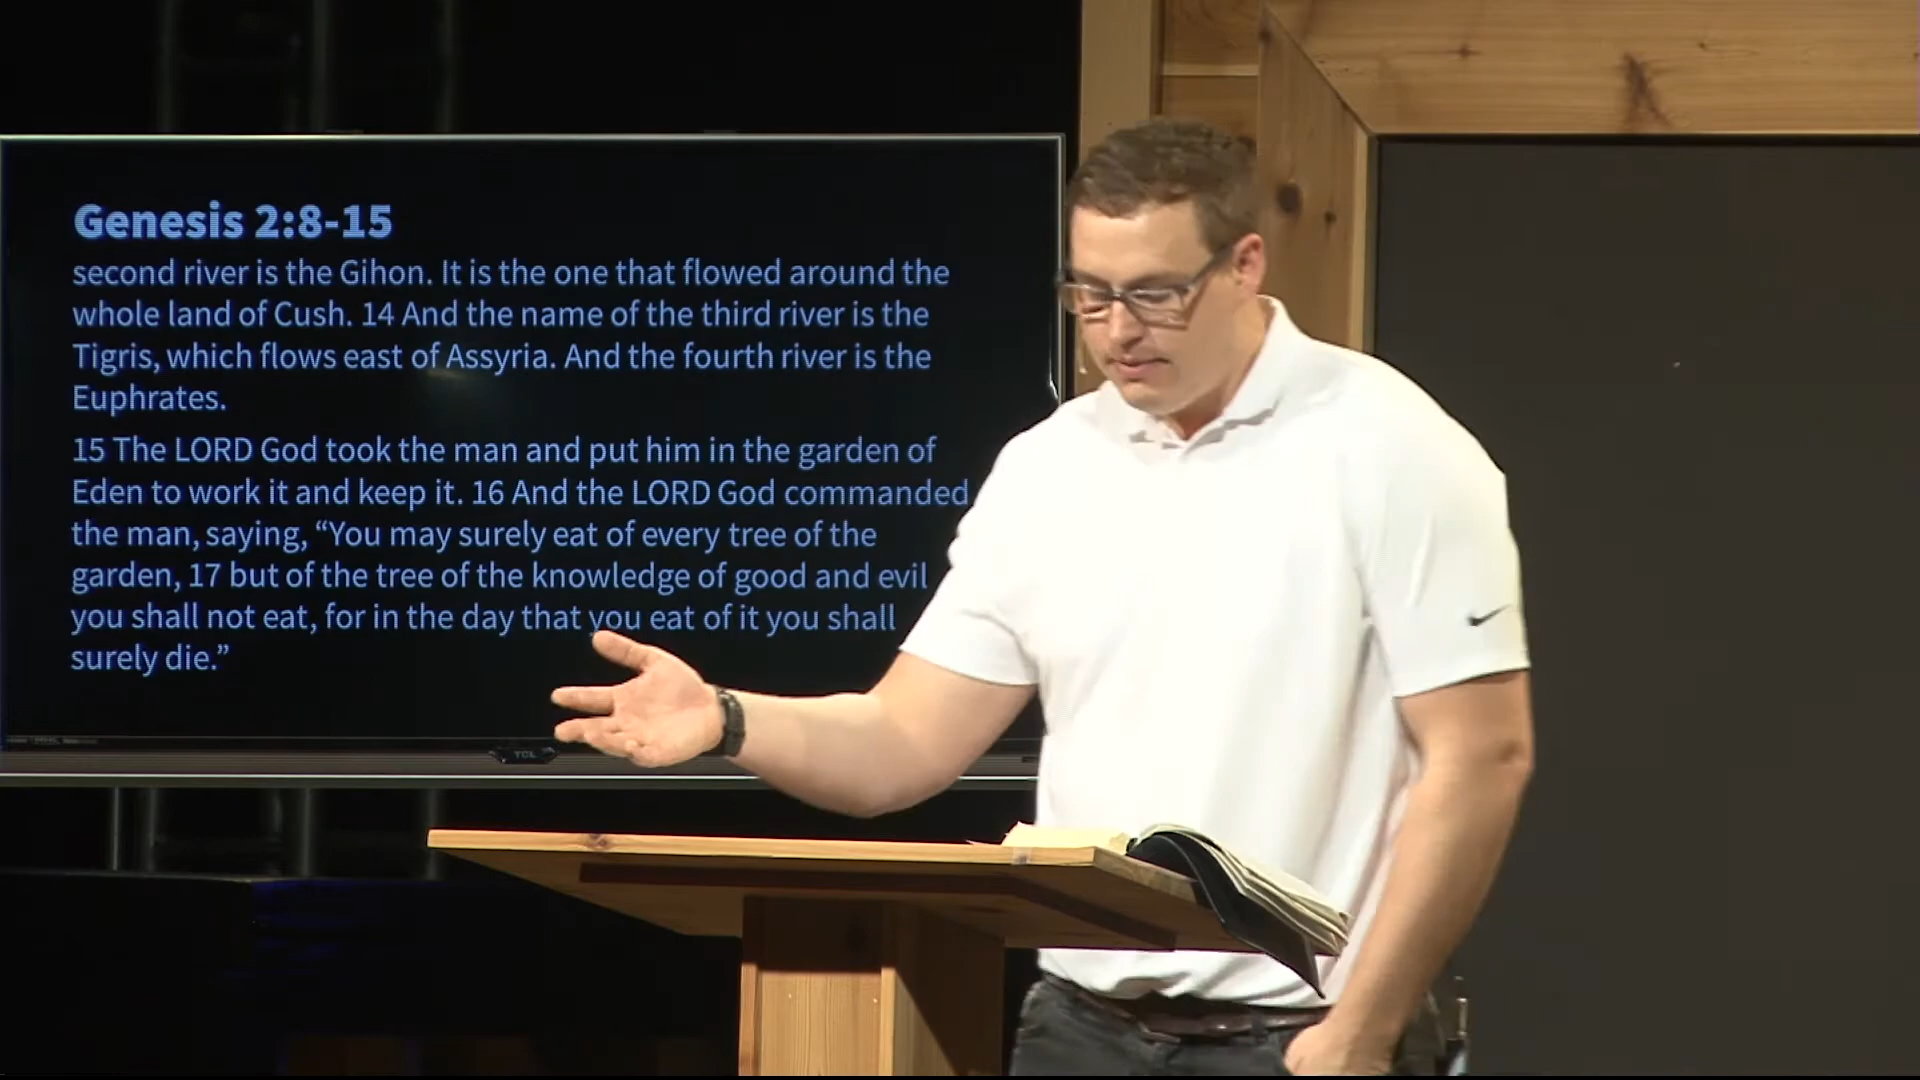 Genesis 2:8-15
second river is the Gihon. It is the one that flowed around the
whole land of Cush. 14 And the name of the third river is the
Tigris, which flows east of Assyria. And the fourth river is the
Euphrates.
15 The LORD God took the man and put him in the garden of
Eden to work it and keep it. 16 And the LORD God commanded
the man, saying, “You may surely eat of every tree of the
garden, 17 but of the tree of the knowledge of good and evil
you shall not eat, for in the day that you eat of it you shall
surely die.”
TCL